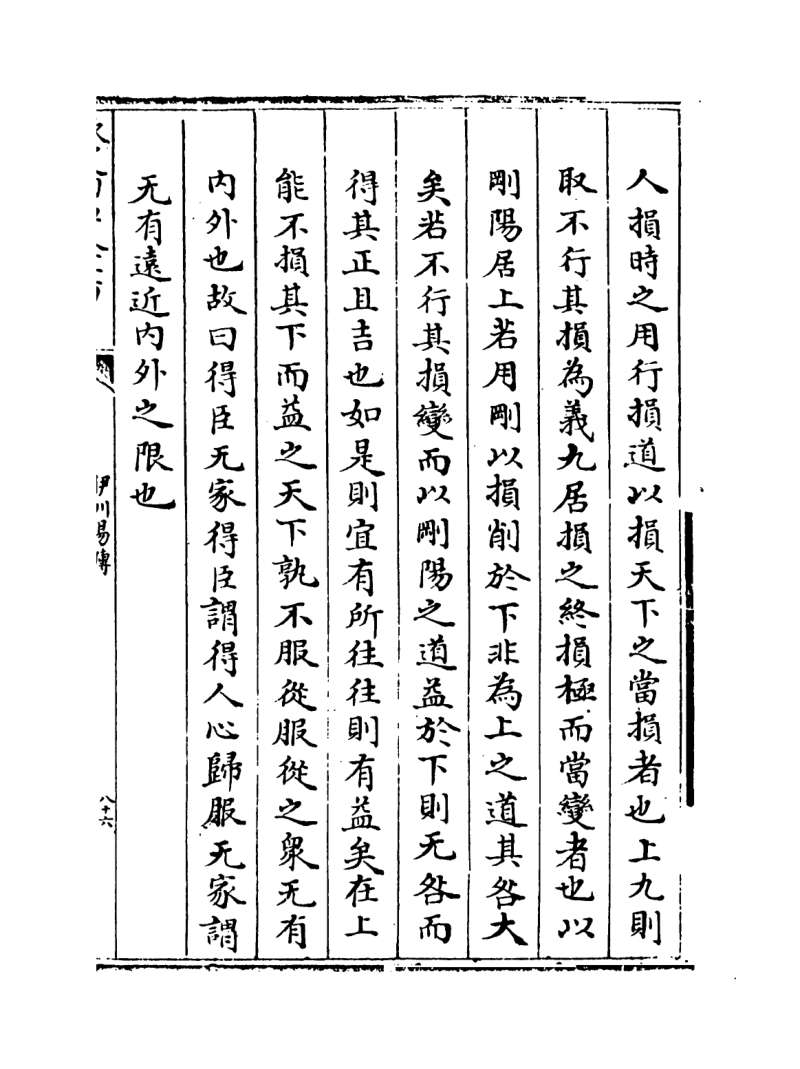 人損時之用行損道以損天下之當損者也上九則
取不行其損為義九居損之終損極而當變者也以
剛陽居上若用剛以損削於下非為上之道其咎大
矣若不行其損變而以剛陽之道益於下則无咎而
得其正且吉也如是則宜有所往往則有益矣在上
能不損其下而益之天下孰不服從服從之衆无有
內外也故曰得臣无家得臣謂得人心歸服无家謂
无有遠近內外之限也
伊川易傳
八十六